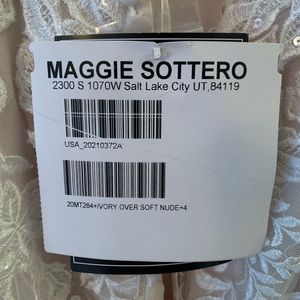 MAGGIE SOTTERO
2300 S 1070W Salt Lake City UT,84119
USA_20210372A
20MT284+IVORY OVER SOFT NUDE+4